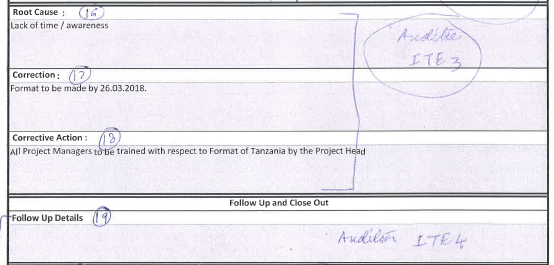 Root Cause : (16)
Lack of time / awareness
Auditee
ITE 3
Correction : (17)
Format to be made by 26.03.2018.
Corrective Action : (18)
All Project Managers to be trained with respect to Format of Tanzania by the Project Head
Follow Up and Close Out
Follow Up Details (19)
Auditor ITE 4